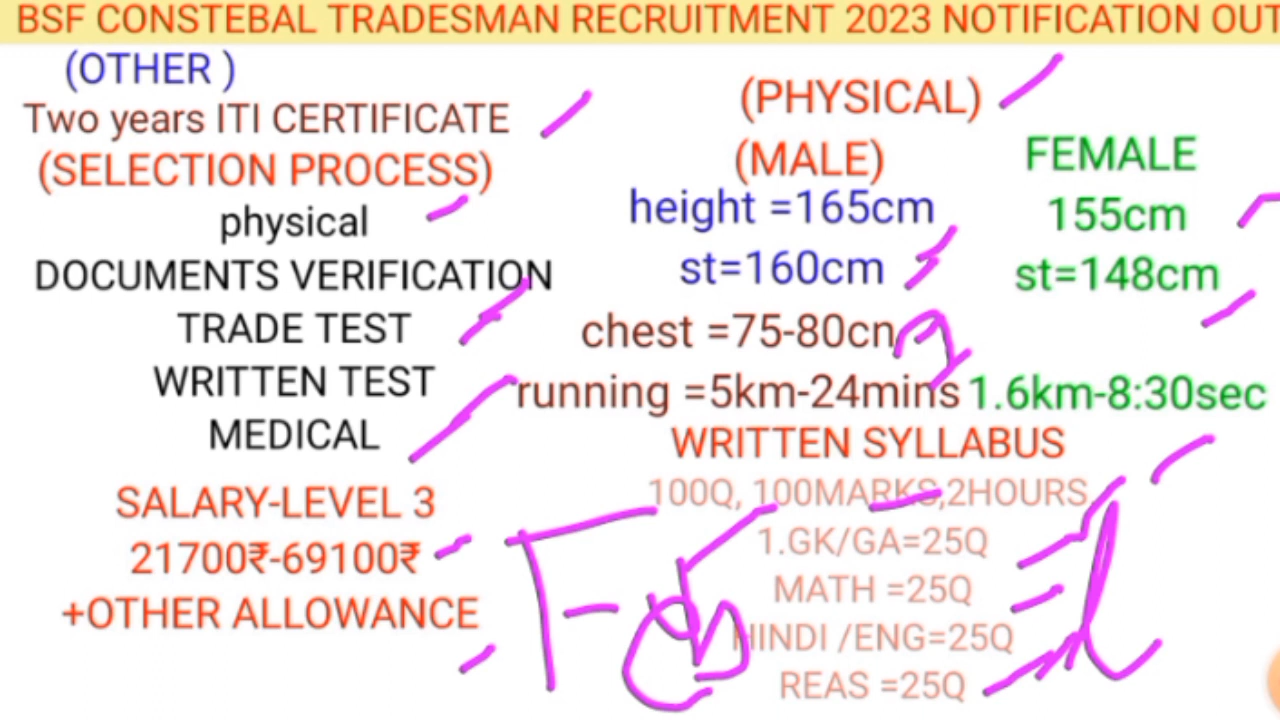 BSF CONSTEBAL TRADESMAN RECRUITMENT 2023 NOTIFICATION OUT
(OTHER )
Two years ITI CERTIFICATE
(SELECTION PROCESS)
physical
DOCUMENTS VERIFICATION
TRADE TEST
WRITTEN TEST
MEDICAL
SALARY-LEVEL 3
21700₹-69100₹
+OTHER ALLOWANCE
(PHYSICAL)
(MALE)
height =165cm
st=160cm
chest =75-80cn
running =5km-24mins
FEMALE
155cm
st=148cm
1.6km-8:30sec
WRITTEN SYLLABUS
100Q, 100MARKS,2HOURS
1.GK/GA=25Q
MATH =25Q
HINDI /ENG=25Q
REAS =25Q